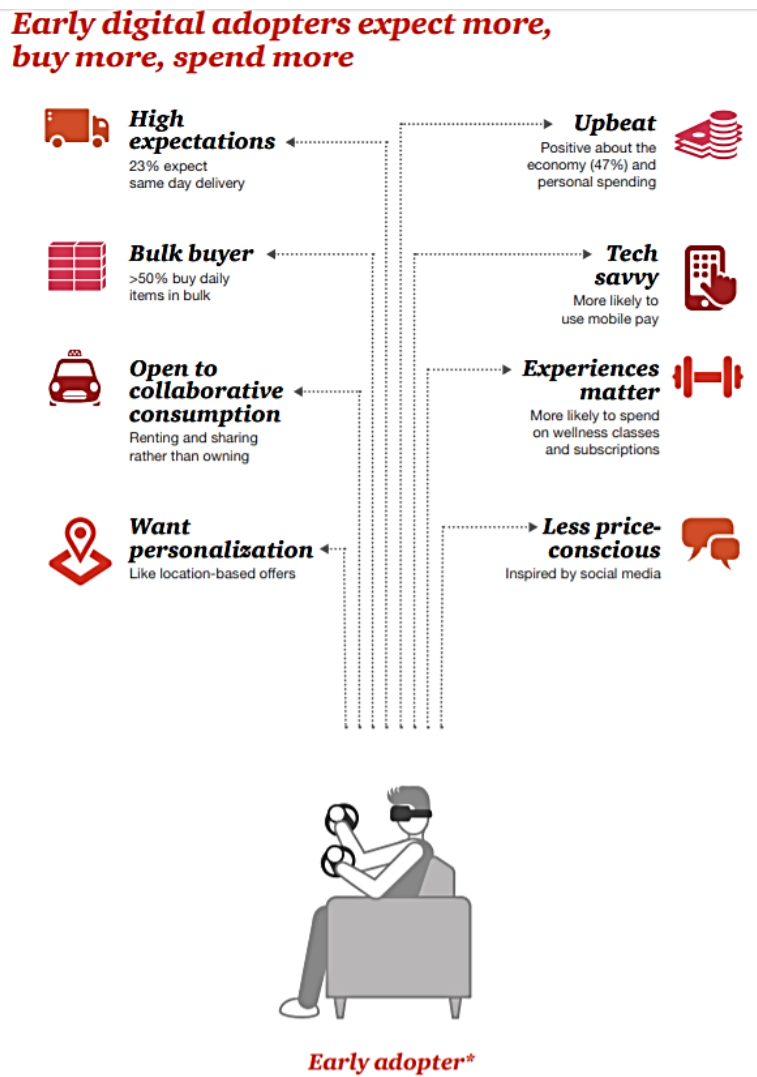 Early digital adopters expect more,
buy more, spend more
High
expectations
23% expect
same day delivery
Bulk buyer
>50% buy daily
items in bulk
Open to
collaborative
consumption
Renting and sharing
rather than owning
Want
personalization
Like location-based offers
Upbeat
Positive about the
economy (47%) and
personal spending
Tech
savvy
More likely to
use mobile pay
Experiences
matter
More likely to spend
on wellness classes
and subscriptions
Less price-
conscious
Inspired by social media
Early adopter*